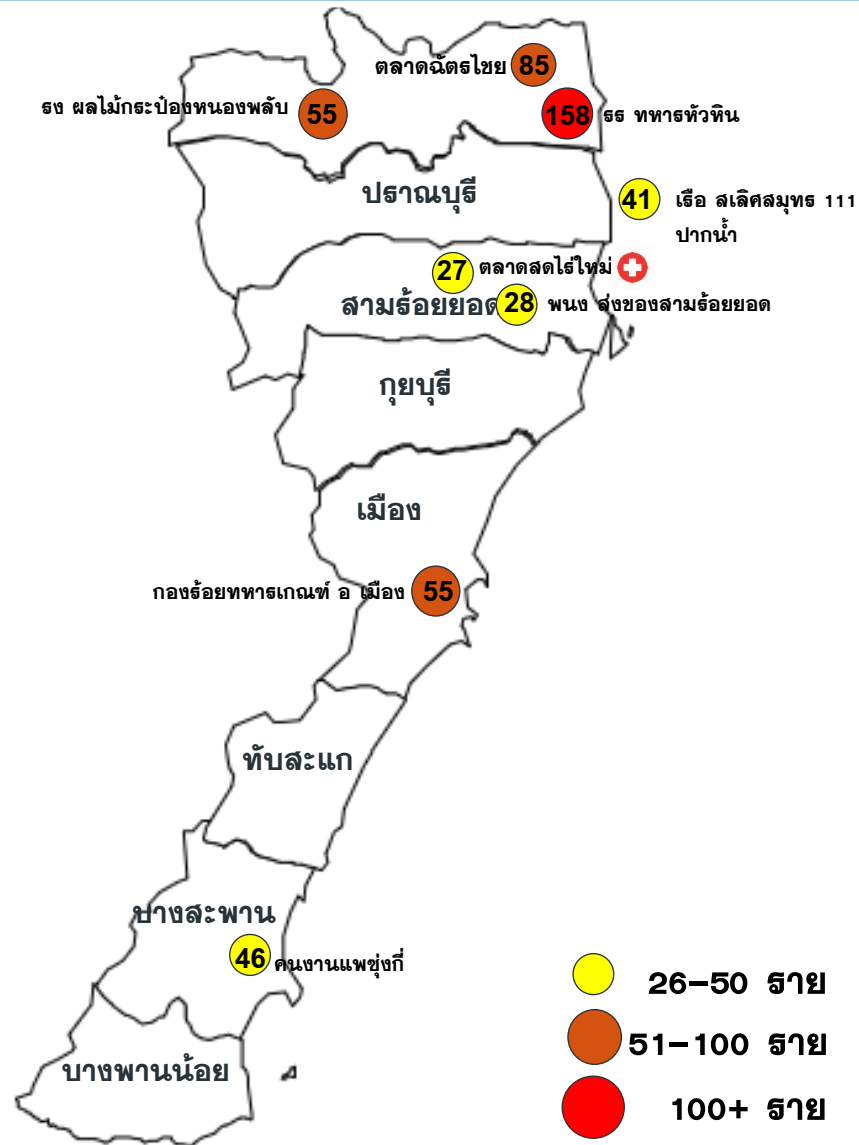 ตลาดฉัตรไชย 85
รง ผลไม้กระป๋องหนองพลับ 55
158 รร ทหารหัวหิน
ปราณบุรี
41 เรือ สเลิศสมุทร 111
ปากน้ำ
27 ตลาดสดไร่ใหม่
สามร้อยยอด 28 พนง ส่งของสามร้อยยอด
กุยบุรี
เมือง
กองร้อยทหารเกณฑ์ อ เมือง 55
ทับสะแก
บางสะพาน
46 คนงานแพซุ่งกี่
26-50 ราย
51-100 ราย
บางพานน้อย
100+ ราย